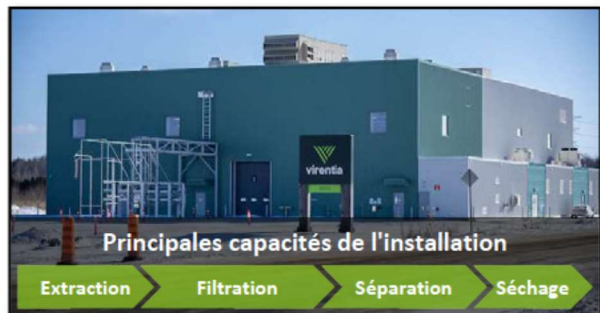 virentia
Principales capacités de l'installation
Extraction
Filtration
Séparation
Séchage